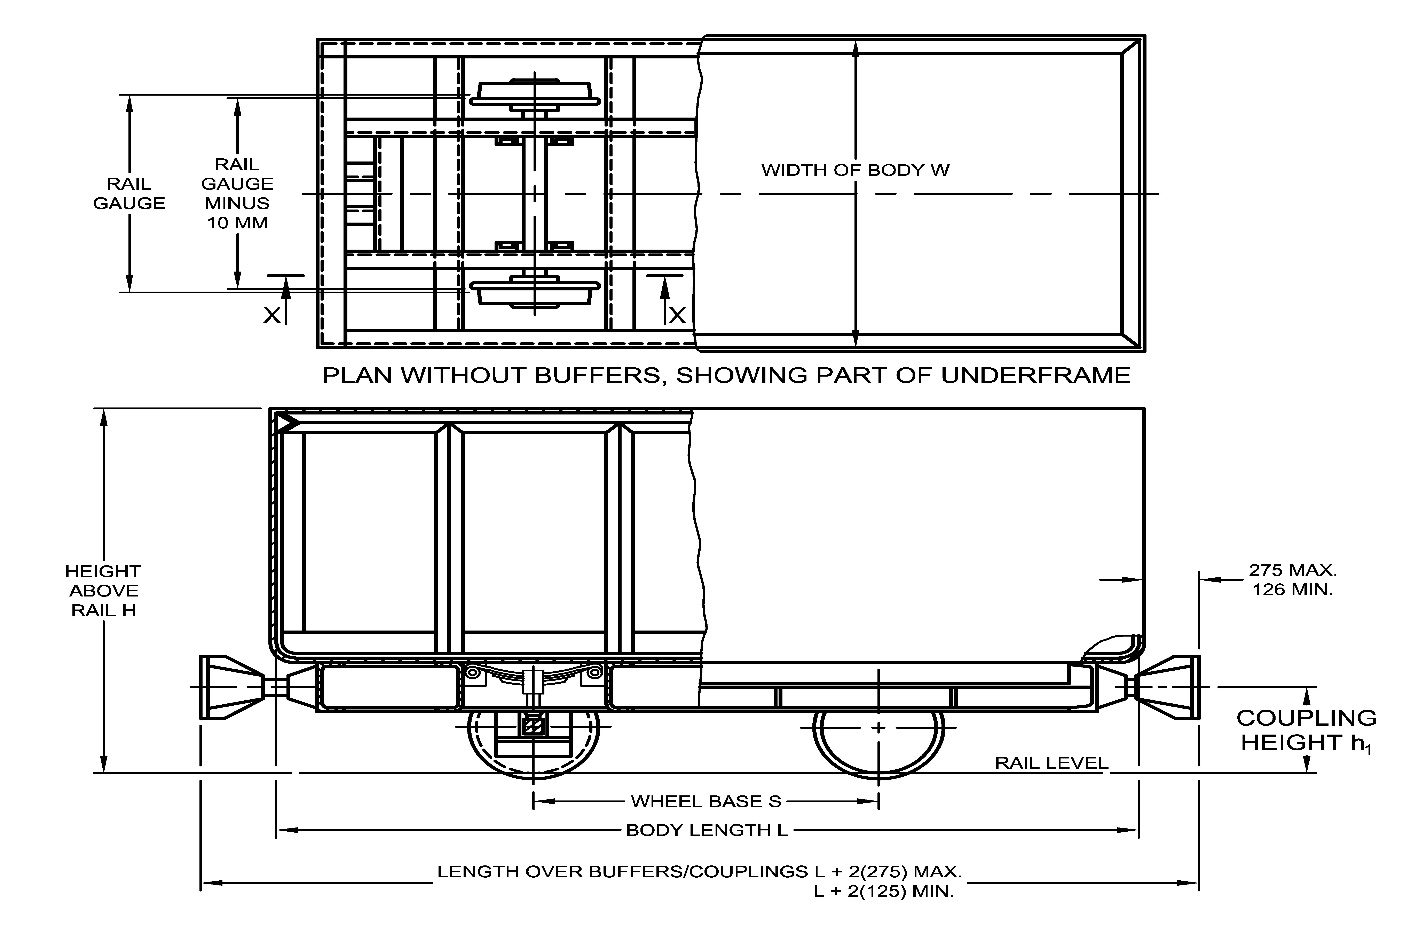 RAIL
GAUGE
RAIL
GAUGE
MINUS
10 MM
WIDTH OF BODY W
X
X
PLAN WITHOUT BUFFERS, SHOWING PART OF UNDERFRAME
HEIGHT
ABOVE
RAIL H
275 MAX.
126 MIN.
COUPLING
HEIGHT h₁
RAIL LEVEL
WHEEL BASE S
BODY LENGTH L
LENGTH OVER BUFFERS/COUPLINGS L + 2(275) MAX.
L + 2(125) MIN.